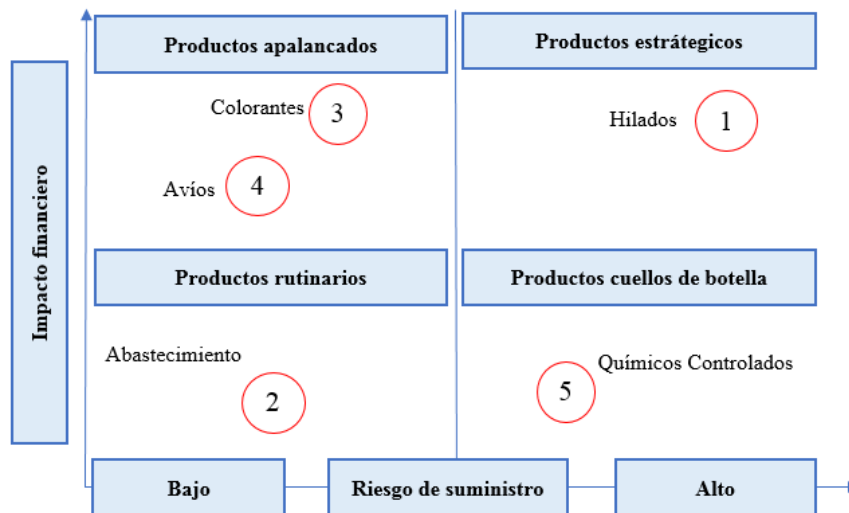 Productos apalancados
Productos estrátegicos
Colorantes
3
Hilados
1
Avíos
4
Impacto financiero
Productos rutinarios
Productos cuellos de botella
Abastecimiento
2
Químicos Controlados
5
Bajo
Riesgo de suministro
Alto